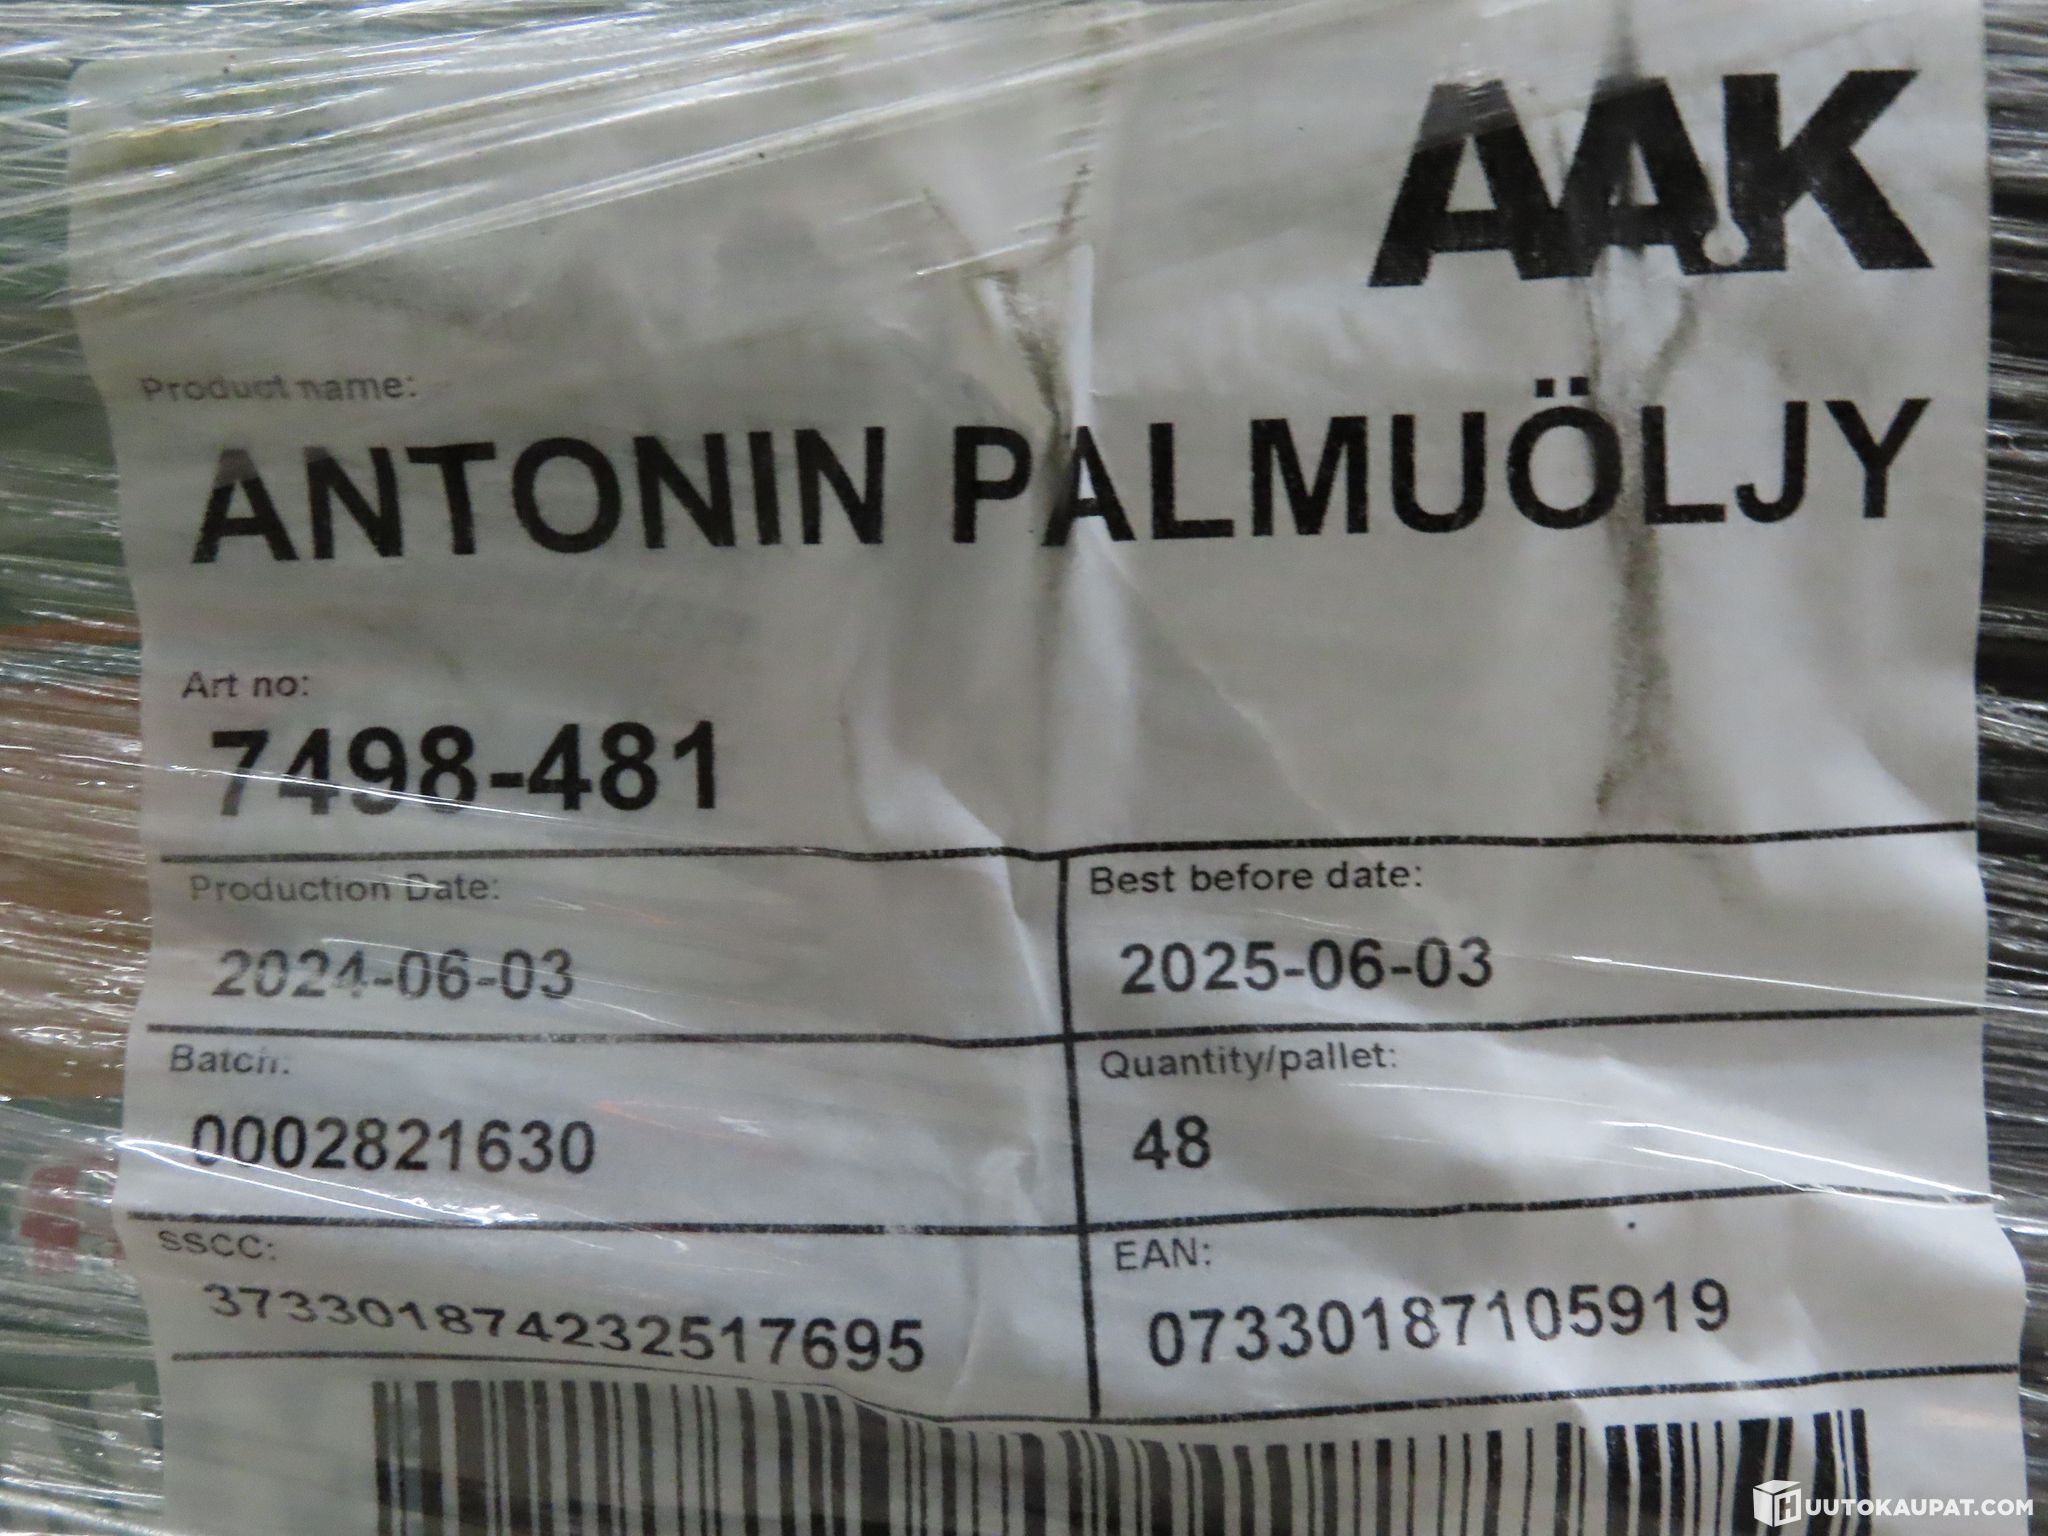 AAK
Product name:
ANTONIN PALMUÖLJY
Art no:
7498-481
Production Date:
2024-06-03
Best before date:
2025-06-03
Batch:
0002821630
Quantity/pallet:
48
SSCC:
373301874232517695
EAN:
07330187105919
HUUTOKAUPAT.COM